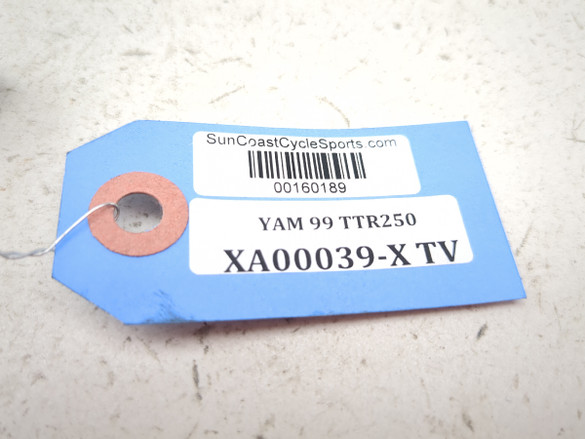 SunCoastCycleSports.com
00160189
YAM 99 TTR250
XA00039-X TV